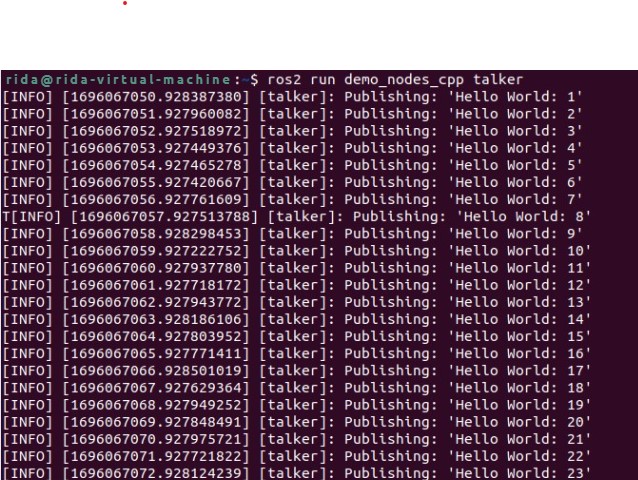 rida@rida-virtual-machine:~$ ros2 run demo_nodes_cpp talker
[INFO] [1696067050.928387380] [talker]: Publishing: 'Hello World: 1'
[INFO] [1696067051.927960082] [talker]: Publishing: 'Hello World: 2'
[INFO] [1696067052.927518972] [talker]: Publishing: 'Hello World: 3'
[INFO] [1696067053.927449376] [talker]: Publishing: 'Hello World: 4'
[INFO] [1696067054.927465278] [talker]: Publishing: 'Hello World: 5'
[INFO] [1696067055.927420667] [talker]: Publishing: 'Hello World: 6'
[INFO] [1696067056.927761609] [talker]: Publishing: 'Hello World: 7'
T[INFO] [1696067057.927513788] [talker]: Publishing: 'Hello World: 8'
[INFO] [1696067058.928298453] [talker]: Publishing: 'Hello World: 9'
[INFO] [1696067059.927222752] [talker]: Publishing: 'Hello World: 10'
[INFO] [1696067060.927937780] [talker]: Publishing: 'Hello World: 11'
[INFO] [1696067061.927718172] [talker]: Publishing: 'Hello World: 12'
[INFO] [1696067062.927943772] [talker]: Publishing: 'Hello World: 13'
[INFO] [1696067063.928186106] [talker]: Publishing: 'Hello World: 14'
[INFO] [1696067064.927803952] [talker]: Publishing: 'Hello World: 15'
[INFO] [1696067065.927771411] [talker]: Publishing: 'Hello World: 16'
[INFO] [1696067066.928501019] [talker]: Publishing: 'Hello World: 17'
[INFO] [1696067067.927629364] [talker]: Publishing: 'Hello World: 18'
[INFO] [1696067068.927949252] [talker]: Publishing: 'Hello World: 19'
[INFO] [1696067069.927848491] [talker]: Publishing: 'Hello World: 20'
[INFO] [1696067070.927975721] [talker]: Publishing: 'Hello World: 21'
[INFO] [1696067071.927721822] [talker]: Publishing: 'Hello World: 22'
[INFO] [1696067072.928124239] [talker]: Publishing: 'Hello World: 23'